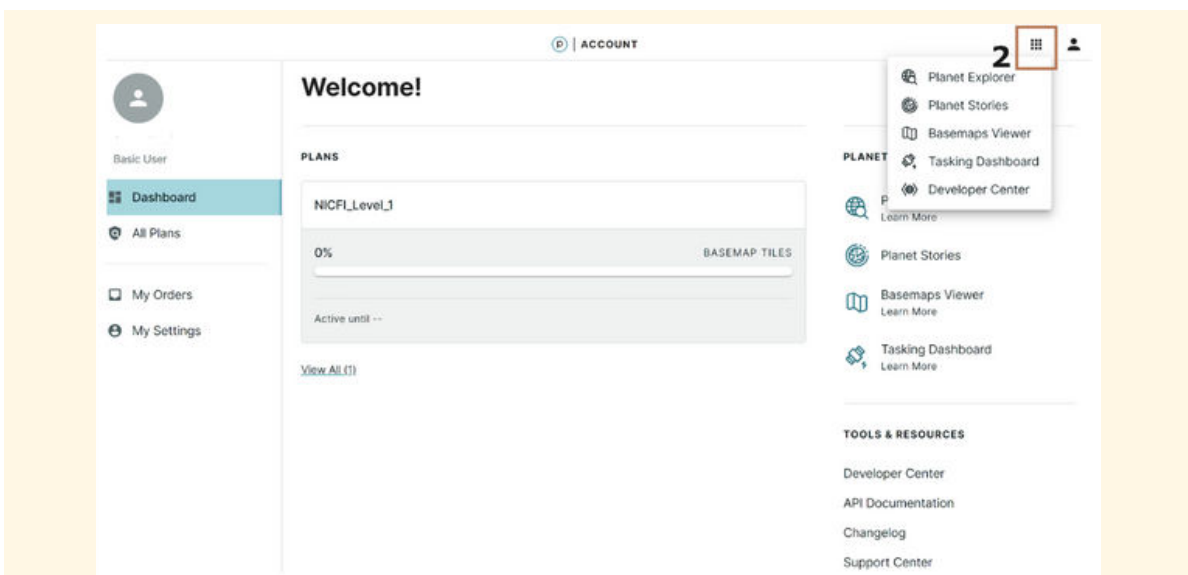 P | ACCOUNT
2
Planet Explorer
Planet Stories
Basemaps Viewer
Tasking Dashboard
Developer Center
Basic User
Dashboard
All Plans
My Orders
My Settings
Welcome!
PLANS
NICFI_Level_1
0% BASEMAP TILES
Active until --
View All (1)
PLANET
P
Learn More
Planet Stories
Basemaps Viewer
Learn More
Tasking Dashboard
Learn More
TOOLS & RESOURCES
Developer Center
API Documentation
Changelog
Support Center